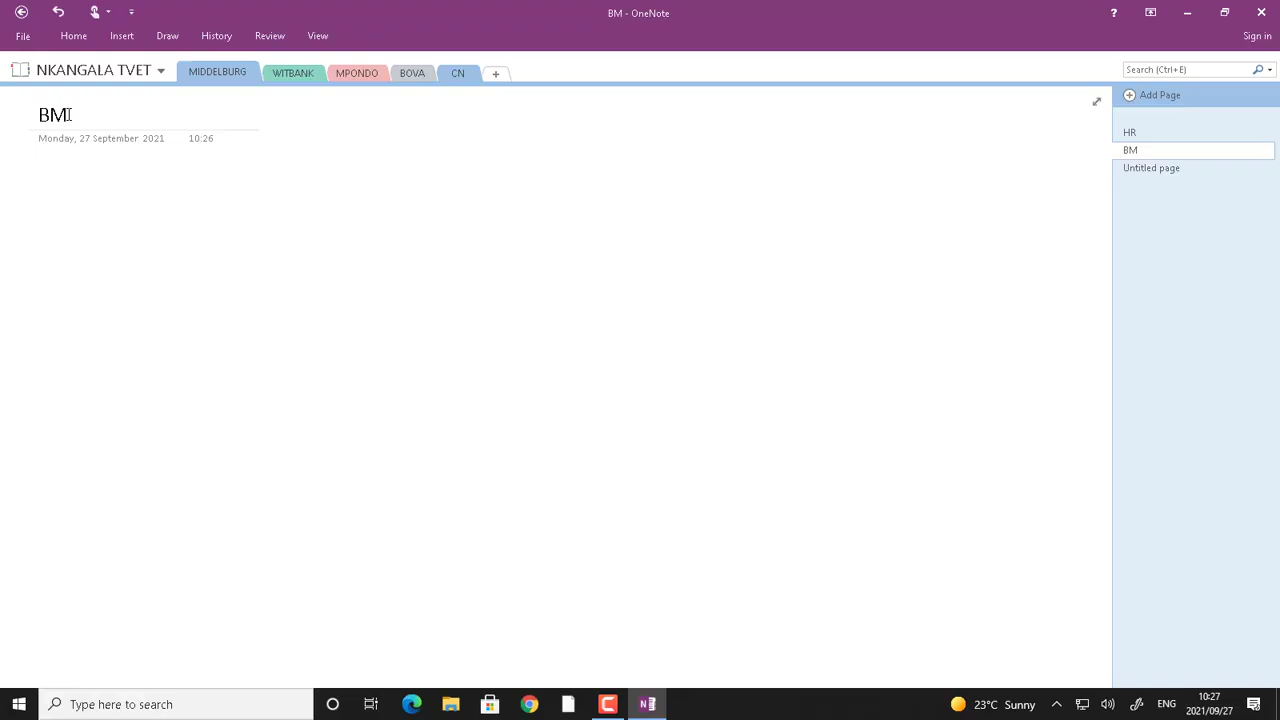 BM - OneNote
?
File Home Insert Draw History Review View Sign in
NKANGALA TVET MIDDELBURG WITBANK MPONDO BOVA CN + Search (Ctrl+E)
Add Page
BM
Monday, 27 September 2021 10:26
HR
BM
Untitled page
Type here to search 23°C Sunny ENG 10:27
2021/09/27